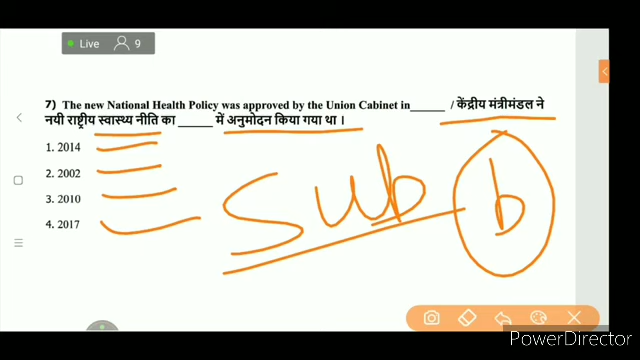 Live 9
7) The new National Health Policy was approved by the Union Cabinet in______ / केंद्रीय मंत्रीमंडल ने
नयी राष्ट्रीय स्वास्थ्य नीति का ______ में अनुमोदन किया गया था ।
1. 2014
2. 2002
3. 2010
4. 2017
Sub b
PowerDirector